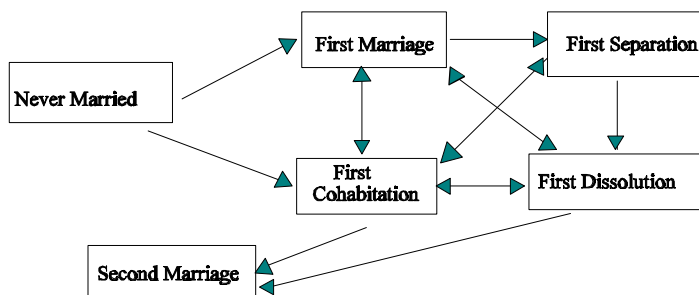 First Marriage
First Separation
Never Married
First
Cohabitation
First Dissolution
Second Marriage